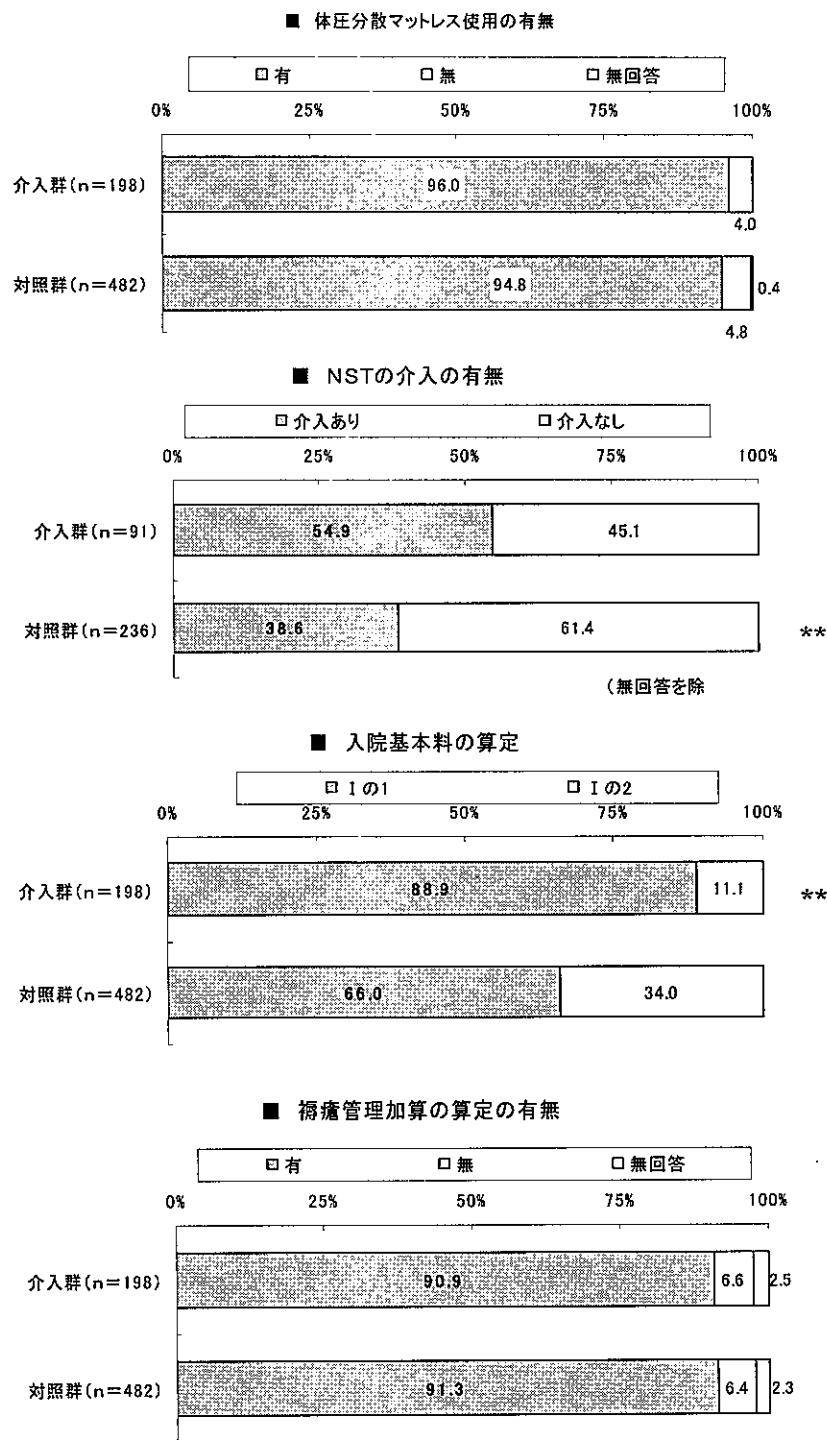 ■ 体圧分散マットレス使用の有無
有 無 無回答
0% 25% 50% 75% 100%
介入群(n=198) 96.0
4.0
対照群(n=482) 94.8 0.4
4.8
■ NSTの介入の有無
介入あり 介入なし
0% 25% 50% 75% 100%
介入群(n=91) 54.9 45.1
対照群(n=236) 38.6 61.4 **
(無回答を除
■ 入院基本料の算定
Ⅰの1 Ⅰの2
0% 25% 50% 75% 100%
介入群(n=198) 88.9 11.1 **
対照群(n=482) 66.0 34.0
■ 褥瘡管理加算の算定の有無
有 無 無回答
0% 25% 50% 75% 100%
介入群(n=198) 90.9 6.6 2.5
対照群(n=482) 91.3 6.4 2.3